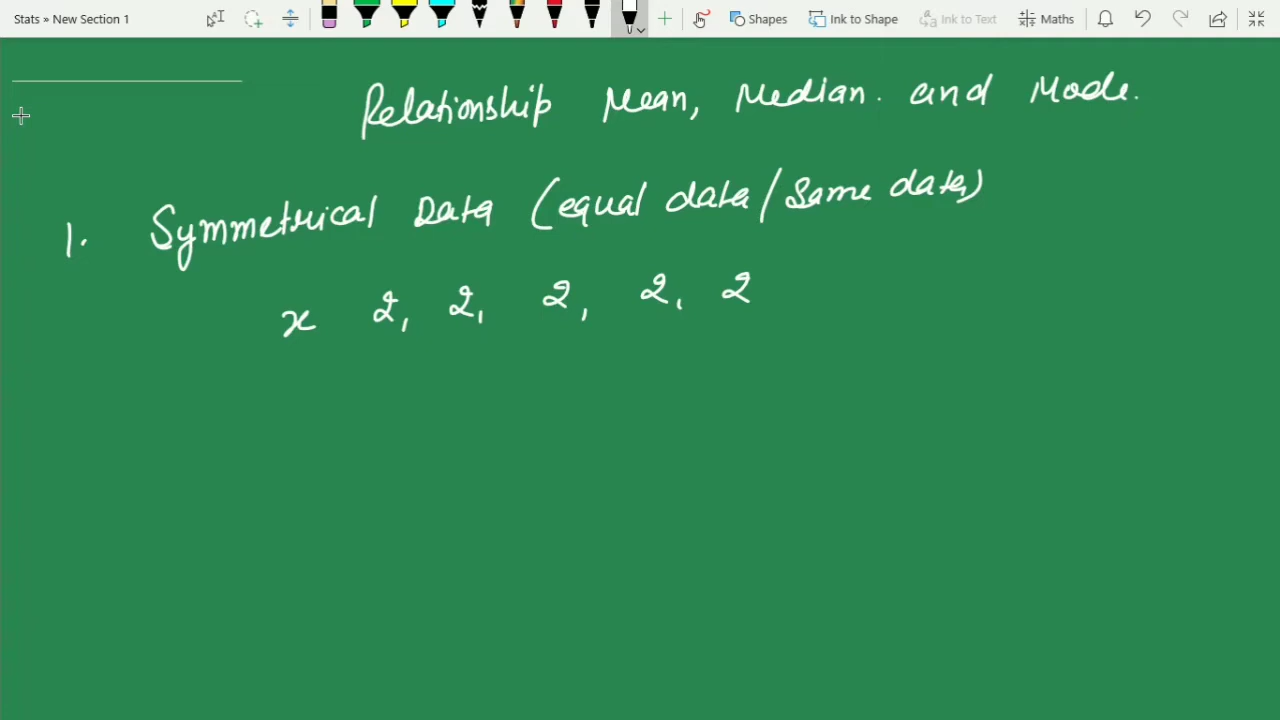 Stats » New Section 1 Shapes Ink to Shape Ink to Text Maths
Relationship Mean, Median. and Mode.
1. Symmetrical Data (equal data/Same data)
x 2, 2, 2, 2, 2